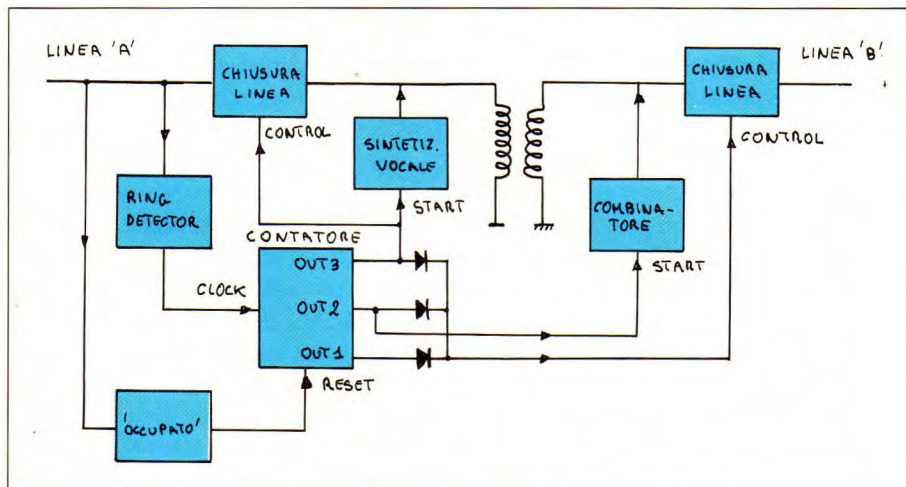 LINEA 'A'
CHIUSURA
LINEA
CONTROL
SINTETIZ.
VOCALE
START
RING
DETECTOR
CLOCK
CONTATORE
OUT3
OUT2
OUT1
RESET
'OCCUPATO'
LINEA 'B'
CHIUSURA
LINEA
CONTROL
COMBINA-
TORE
START